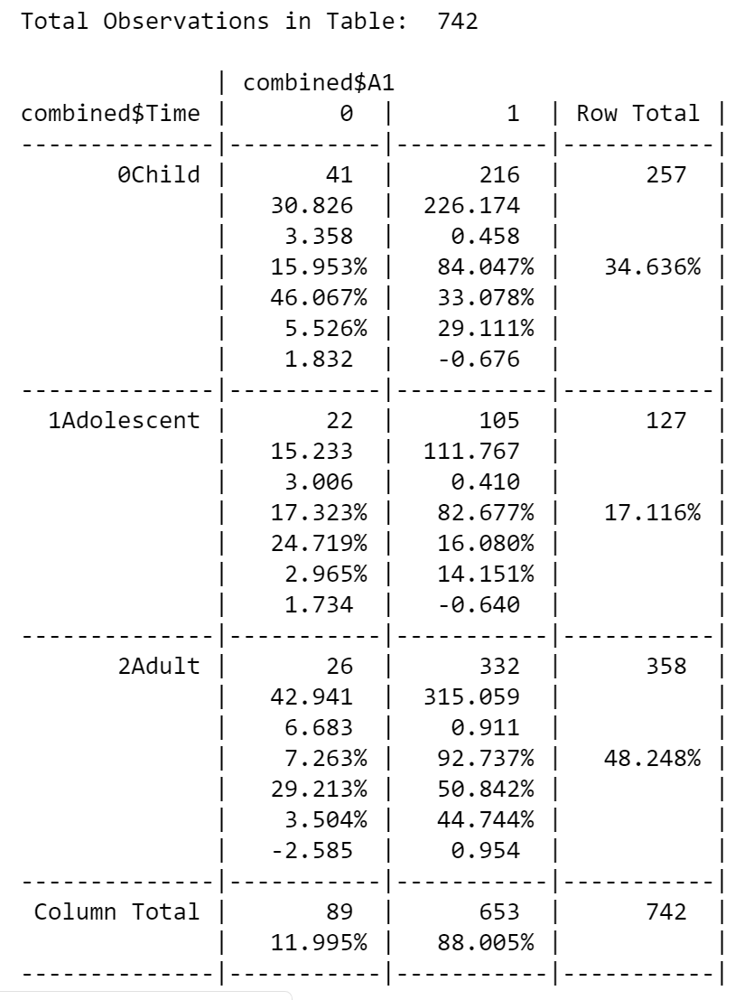 Total Observations in Table:  742
              | combined$A1
combined$Time |         0 |         1 | Row Total |
--------------|-----------|-----------|-----------|
       0Child |        41 |       216 |       257 |
              |    30.826 |   226.174 |           |
              |     3.358 |     0.458 |           |
              |   15.953% |   84.047% |   34.636% |
              |   46.067% |   33.078% |           |
              |    5.526% |   29.111% |           |
              |     1.832 |    -0.676 |           |
--------------|-----------|-----------|-----------|
  1Adolescent |        22 |       105 |       127 |
              |    15.233 |   111.767 |           |
              |     3.006 |     0.410 |           |
              |   17.323% |   82.677% |   17.116% |
              |   24.719% |   16.080% |           |
              |    2.965% |   14.151% |           |
              |     1.734 |    -0.640 |           |
--------------|-----------|-----------|-----------|
       2Adult |        26 |       332 |       358 |
              |    42.941 |   315.059 |           |
              |     6.683 |     0.911 |           |
              |    7.263% |   92.737% |   48.248% |
              |   29.213% |   50.842% |           |
              |    3.504% |   44.744% |           |
              |    -2.585 |     0.954 |           |
--------------|-----------|-----------|-----------|
 Column Total |        89 |       653 |       742 |
              |   11.995% |   88.005% |           |
--------------|-----------|-----------|-----------|